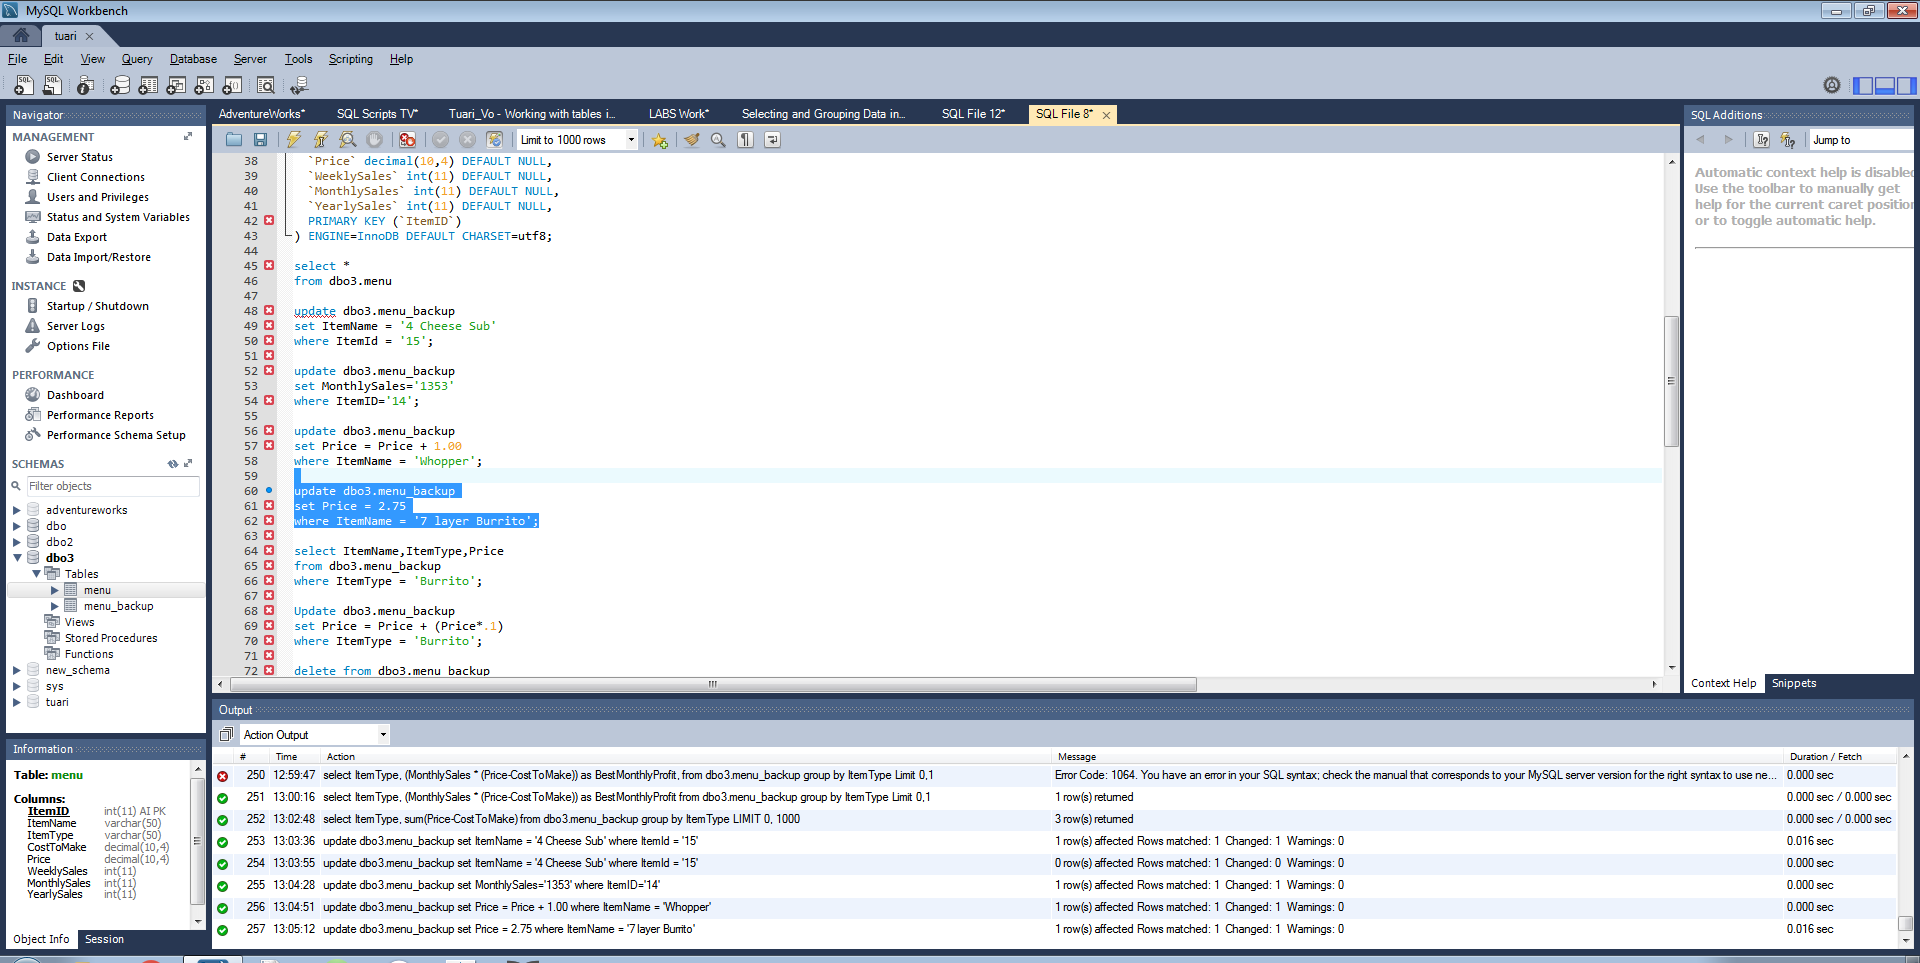 MySQL Workbench
tuari
File Edit View Query Database Server Tools Scripting Help
Navigator
MANAGEMENT
Server Status
Client Connections
Users and Privileges
Status and System Variables
Data Export
Data Import/Restore
INSTANCE
Startup / Shutdown
Server Logs
Options File
PERFORMANCE
Dashboard
Performance Reports
Performance Schema Setup
SCHEMAS
Filter objects
adventureworks
dbo
dbo2
dbo3
Tables
menu
menu_backup
Views
Stored Procedures
Functions
new_schema
sys
tuari
Information
Table: menu
Columns:
ItemID int(11) AI PK
ItemName varchar(50)
ItemType varchar(50)
CostToMake decimal(10,4)
Price decimal(10,4)
WeeklySales int(11)
MonthlySales int(11)
YearlySales int(11)
Object Info Session
AdventureWorks* SQL Scripts TV* Tuari_Vo - Working with tables i... LABS Work* Selecting and Grouping Data in... SQL File 12* SQL File 8*
Limit to 1000 rows
38 `Price` decimal(10,4) DEFAULT NULL,
39 `WeeklySales` int(11) DEFAULT NULL,
40 `MonthlySales` int(11) DEFAULT NULL,
41 `YearlySales` int(11) DEFAULT NULL,
42 PRIMARY KEY (`ItemID`)
43 ) ENGINE=InnoDB DEFAULT CHARSET=utf8;
44
45 select *
46 from dbo3.menu
47
48 update dbo3.menu_backup
49 set ItemName = '4 Cheese Sub'
50 where ItemId = '15';
51
52 update dbo3.menu_backup
53 set MonthlySales='1353'
54 where ItemID='14';
55
56 update dbo3.menu_backup
57 set Price = Price + 1.00
58 where ItemName = 'Whopper';
59
60 update dbo3.menu_backup
61 set Price = 2.75
62 where ItemName = '7 layer Burrito';
63
64 select ItemName,ItemType,Price
65 from dbo3.menu_backup
66 where ItemType = 'Burrito';
67
68 Update dbo3.menu_backup
69 set Price = Price + (Price*.1)
70 where ItemType = 'Burrito';
71
72 delete from dbo3.menu_backup
SQL Additions
Jump to
Automatic context help is disabled
Use the toolbar to manually get
help for the current caret position
or to toggle automatic help.
Context Help Snippets
Output
Action Output
# Time Action Message Duration / Fetch
250 12:59:47 select ItemType, (MonthlySales * (Price-CostToMake)) as BestMonthlyProfit, from dbo3.menu_backup group by ItemType Limit 0,1 Error Code: 1064. You have an error in your SQL syntax; check the manual that corresponds to your MySQL server version for the right syntax to use ne... 0.000 sec
251 13:00:16 select ItemType, (MonthlySales * (Price-CostToMake)) as BestMonthlyProfit from dbo3.menu_backup group by ItemType Limit 0,1 1 row(s) returned 0.000 sec / 0.000 sec
252 13:02:48 select ItemType, sum(Price-CostToMake) from dbo3.menu_backup group by ItemType LIMIT 0, 1000 3 row(s) returned 0.000 sec / 0.000 sec
253 13:03:36 update dbo3.menu_backup set ItemName = '4 Cheese Sub' where ItemId = '15' 1 row(s) affected Rows matched: 1 Changed: 1 Warnings: 0 0.016 sec
254 13:03:55 update dbo3.menu_backup set ItemName = '4 Cheese Sub' where ItemId = '15' 0 row(s) affected Rows matched: 1 Changed: 0 Warnings: 0 0.000 sec
255 13:04:28 update dbo3.menu_backup set MonthlySales='1353' where ItemID='14' 1 row(s) affected Rows matched: 1 Changed: 1 Warnings: 0 0.000 sec
256 13:04:51 update dbo3.menu_backup set Price = Price + 1.00 where ItemName = 'Whopper' 1 row(s) affected Rows matched: 1 Changed: 1 Warnings: 0 0.000 sec
257 13:05:12 update dbo3.menu_backup set Price = 2.75 where ItemName = '7 layer Burrito' 1 row(s) affected Rows matched: 1 Changed: 1 Warnings: 0 0.016 sec